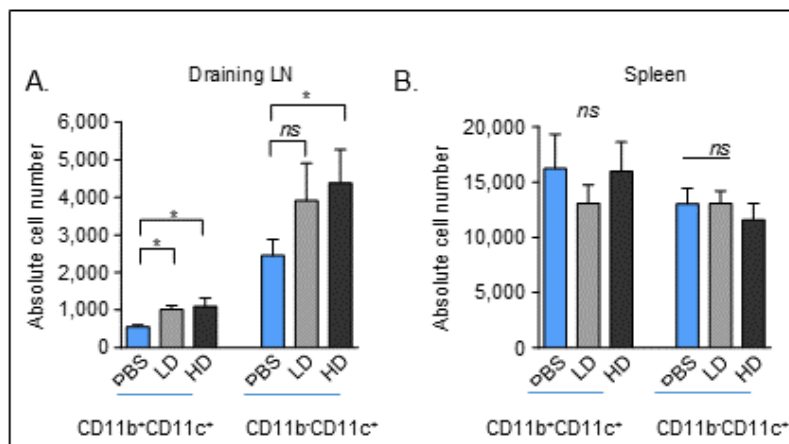 A.
Draining LN
Absolute cell number
6,000
5,000
4,000
3,000
2,000
1,000
0
*
*
ns
*
PBS
LD
HD
PBS
LD
HD
CD11b⁺CD11c⁺
CD11b⁻CD11c⁺
B.
Spleen
Absolute cell number
20,000
15,000
10,000
5,000
0
ns
ns
PBS
LD
HD
PBS
LD
HD
CD11b⁺CD11c⁺
CD11b⁻CD11c⁺